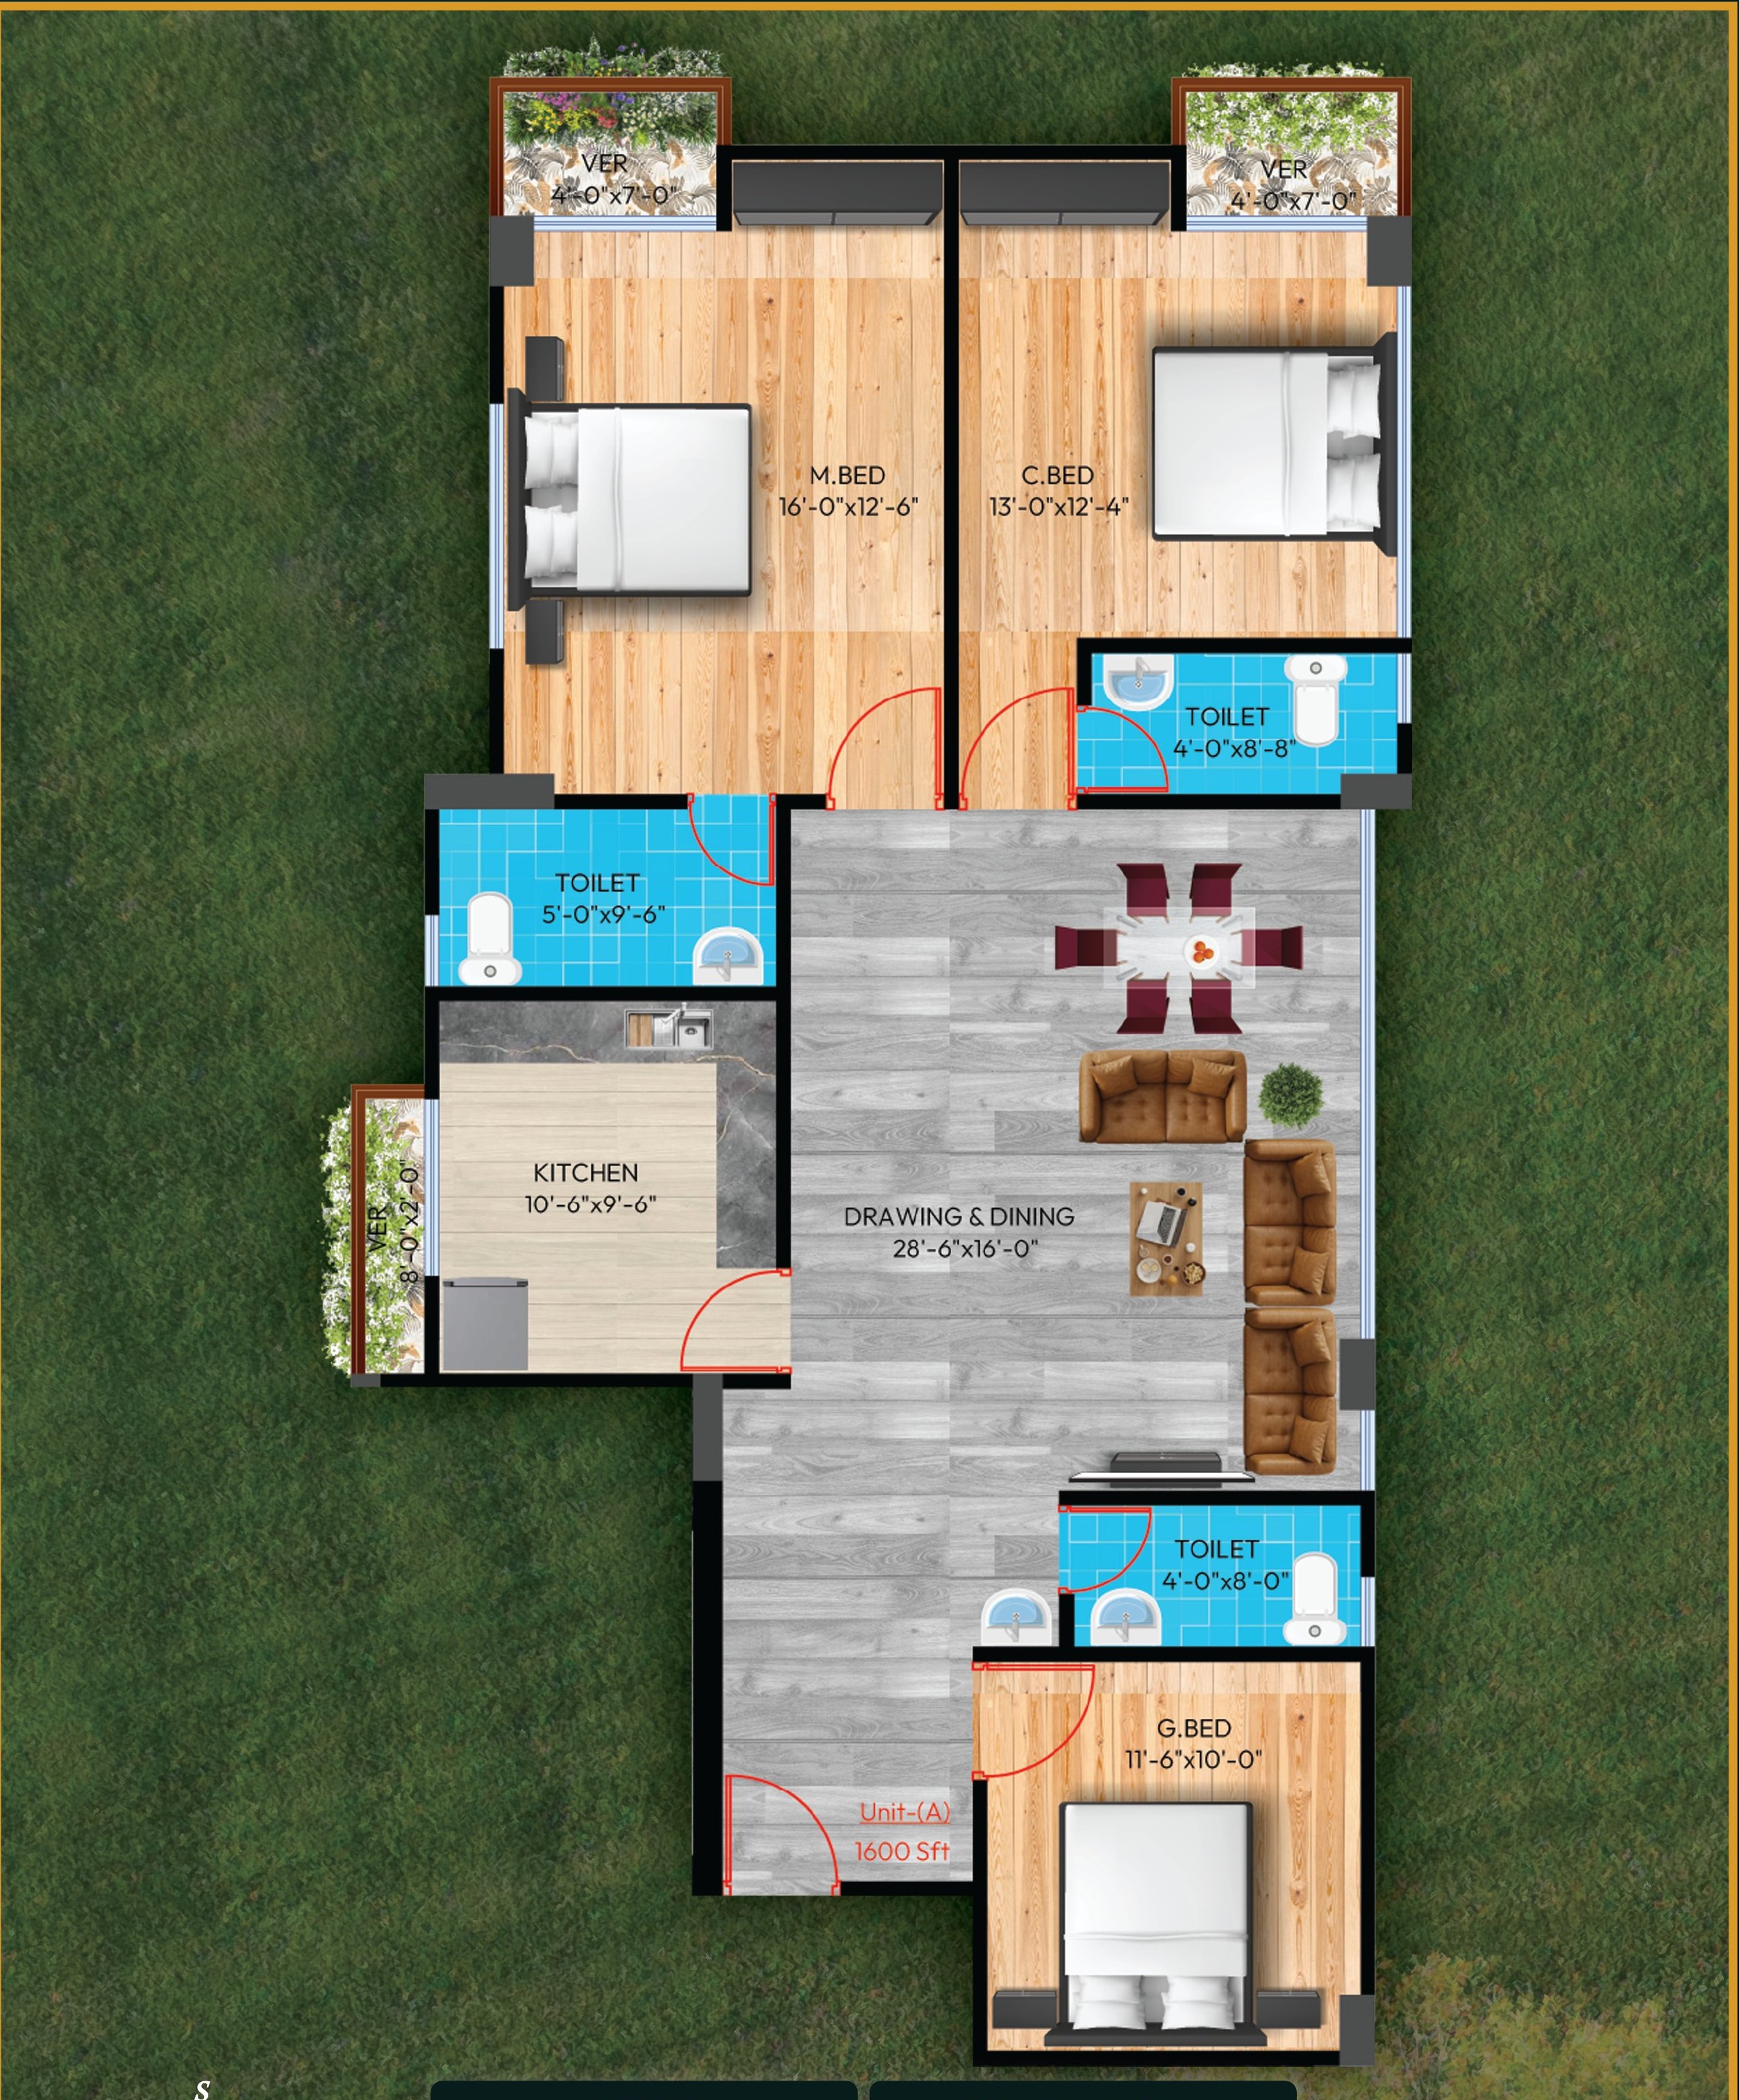 VER
4'-0"x7'-0"
VER
4'-0"x7'-0"
M.BED
16'-0"x12'-6"
C.BED
13'-0"x12'-4"
TOILET
4'-0"x8'-8"
TOILET
5'-0"x9'-6"
KITCHEN
10'-6"x9'-6"
VER
8'-0"x2'-0"
DRAWING & DINING
28'-6"x16'-0"
TOILET
4'-0"x8'-0"
G.BED
11'-6"x10'-0"
Unit-(A)
1600 Sft
s